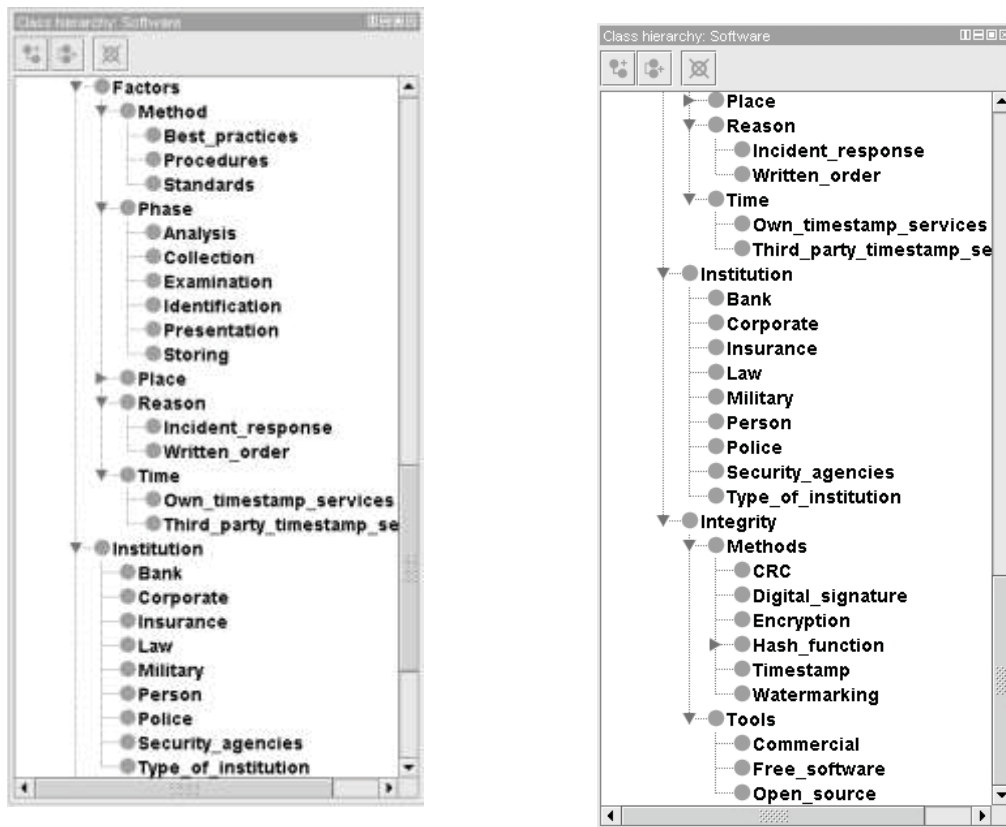 Class hierarchy: Software
Factors
Method
Best_practices
Procedures
Standards
Phase
Analysis
Collection
Examination
Identification
Presentation
Storing
Place
Reason
Incident_response
Written_order
Time
Own_timestamp_services
Third_party_timestamp_se
Institution
Bank
Corporate
Insurance
Law
Military
Person
Police
Security_agencies
Type_of_institution
Class hierarchy: Software
Place
Reason
Incident_response
Written_order
Time
Own_timestamp_services
Third_party_timestamp_se
Institution
Bank
Corporate
Insurance
Law
Military
Person
Police
Security_agencies
Type_of_institution
Integrity
Methods
CRC
Digital_signature
Encryption
Hash_function
Timestamp
Watermarking
Tools
Commercial
Free_software
Open_source